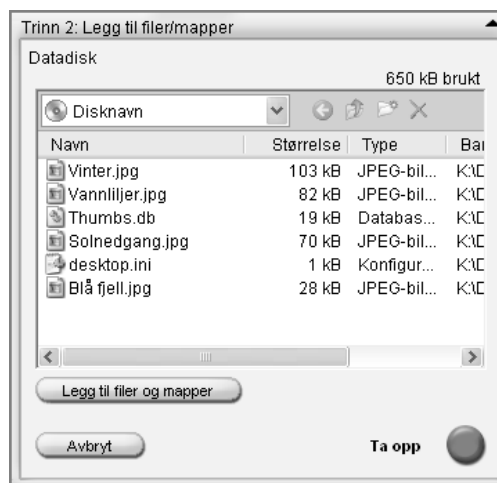 Trinn 2: Legg til filer/mapper
Datadisk
650 kB brukt
Disknavn
Navn Størrelse Type Bar
Vinter.jpg 103 kB JPEG-bil... K:\D
Vannliljer.jpg 82 kB JPEG-bil... K:\D
Thumbs.db 19 kB Databas... K:\D
Solnedgang.jpg 70 kB JPEG-bil... K:\D
desktop.ini 1 kB Konfigur... K:\D
Blå fjell.jpg 28 kB JPEG-bil... K:\D
Legg til filer og mapper
Avbryt Ta opp